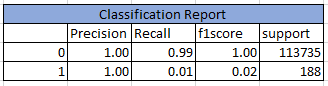 Classification Report
Precision Recall f1score support
0 1.00 0.99 1.00 113735
1 1.00 0.01 0.02 188